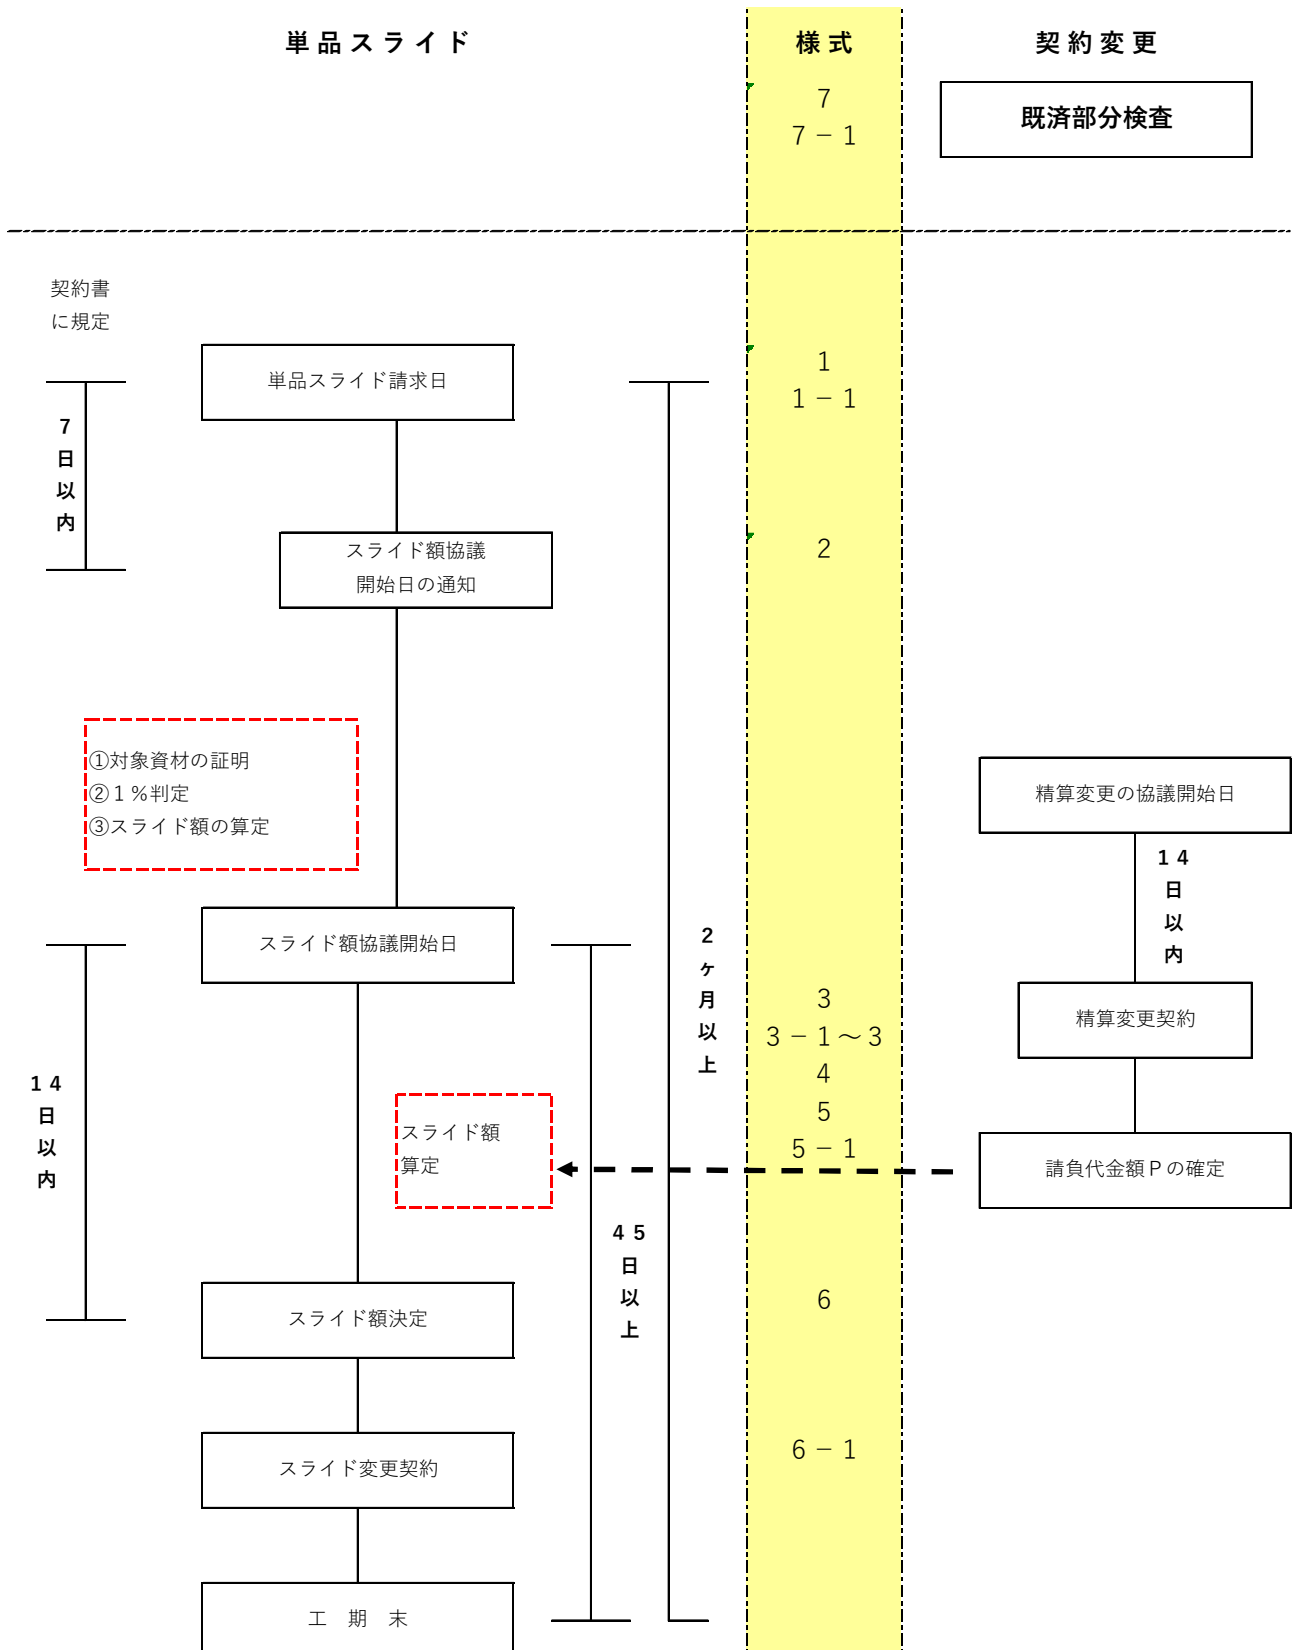 単品スライド
様式
契約変更
7
7－1
既済部分検査
契約書
に規定
単品スライド請求日
1
1－1
7日以内
スライド額協議
開始日の通知
2
①対象資材の証明
②１％判定
③スライド額の算定
精算変更の協議開始日
14日以内
スライド額協議開始日
2ヶ月以上
3
3－1～3
4
5
5－1
精算変更契約
14日以内
スライド額
算定
請負代金額Ｐの確定
45日以上
スライド額決定
6
スライド変更契約
6－1
工　期　末